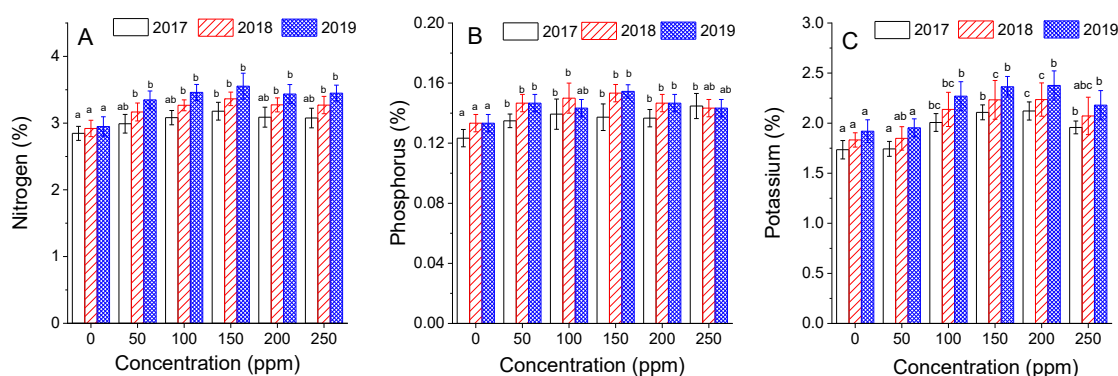 A
2017 2018 2019
4
3
2
1
0
a a a
ab b b
ab b b
b b b
ab b b
ab b b
Nitrogen (%)
0 50 100 150 200 250
Concentration (ppm)
B
2017 2018 2019
0.20
0.16
0.12
0.08
0.04
0.00
b a a
b b b
b b ab
a b b
b b b
b ab ab
Phosphorus (%)
0 50 100 150 200 250
Concentration (ppm)
C
2017 2018 2019
3.0
2.5
2.0
1.5
1.0
0.5
0.0
a a a
a ab a
bc bc b
b c b
c c b
b abc b
Potassium (%)
0 50 100 150 200 250
Concentration (ppm)